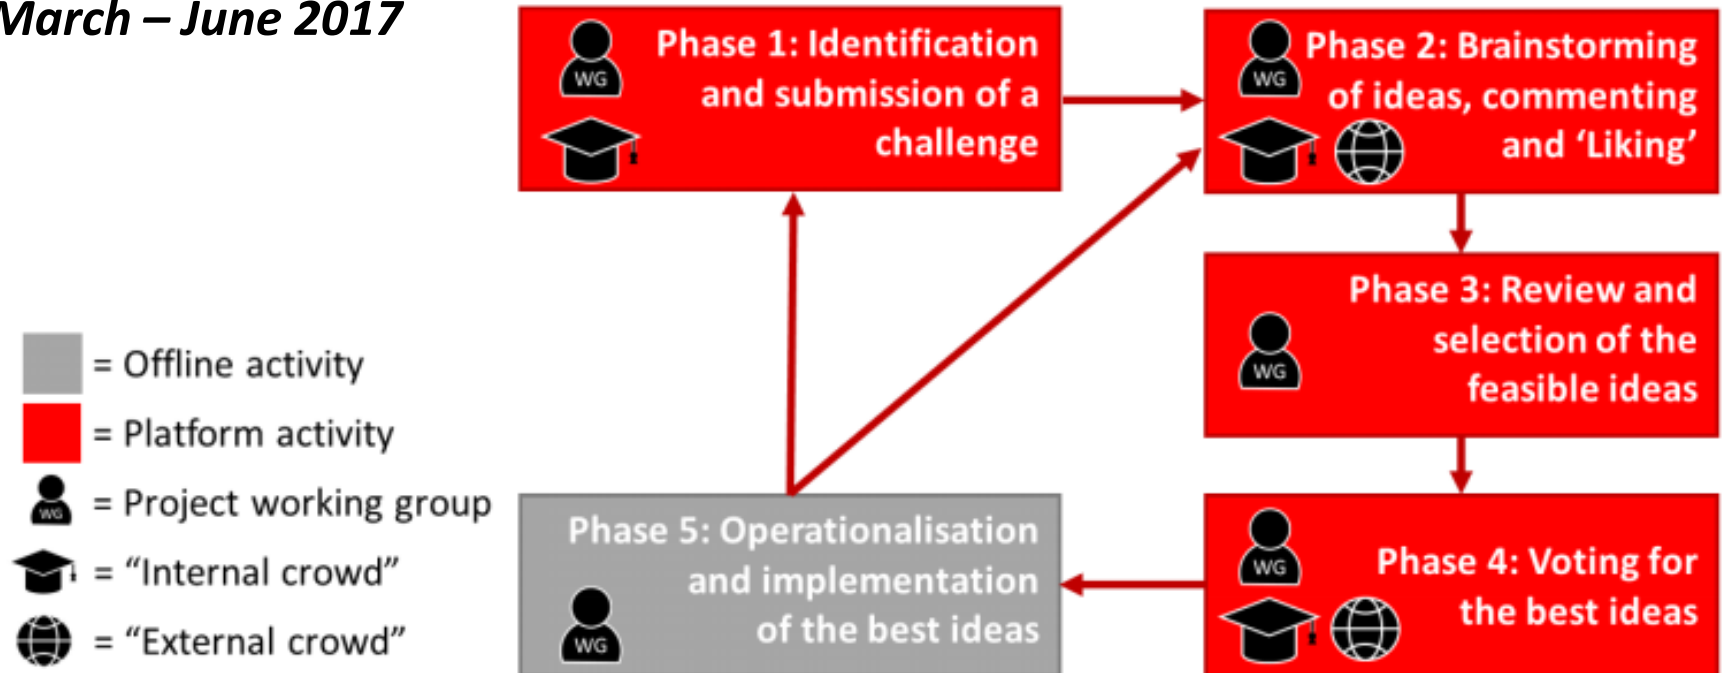 March – June 2017
Phase 1: Identification
and submission of a
challenge
WG
Phase 2: Brainstorming
of ideas, commenting
and ‘Liking’
WG
Phase 3: Review and
selection of the
feasible ideas
WG
Phase 4: Voting for
the best ideas
WG
Phase 5: Operationalisation
and implementation
of the best ideas
WG
= Offline activity
= Platform activity
WG = Project working group
= “Internal crowd”
= “External crowd”